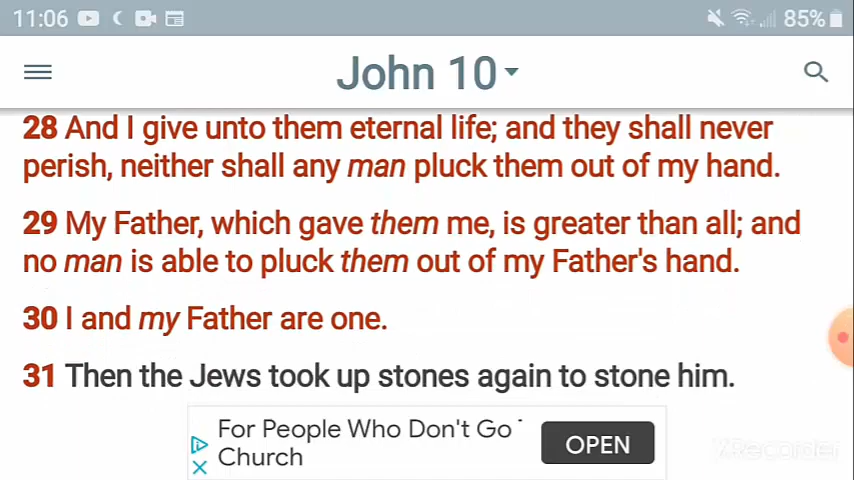 11:06 85%
John 10
28 And I give unto them eternal life; and they shall never
perish, neither shall any man pluck them out of my hand.
29 My Father, which gave them me, is greater than all; and
no man is able to pluck them out of my Father's hand.
30 I and my Father are one.
31 Then the Jews took up stones again to stone him.
For People Who Don't Go
Church
OPEN
XRecorder